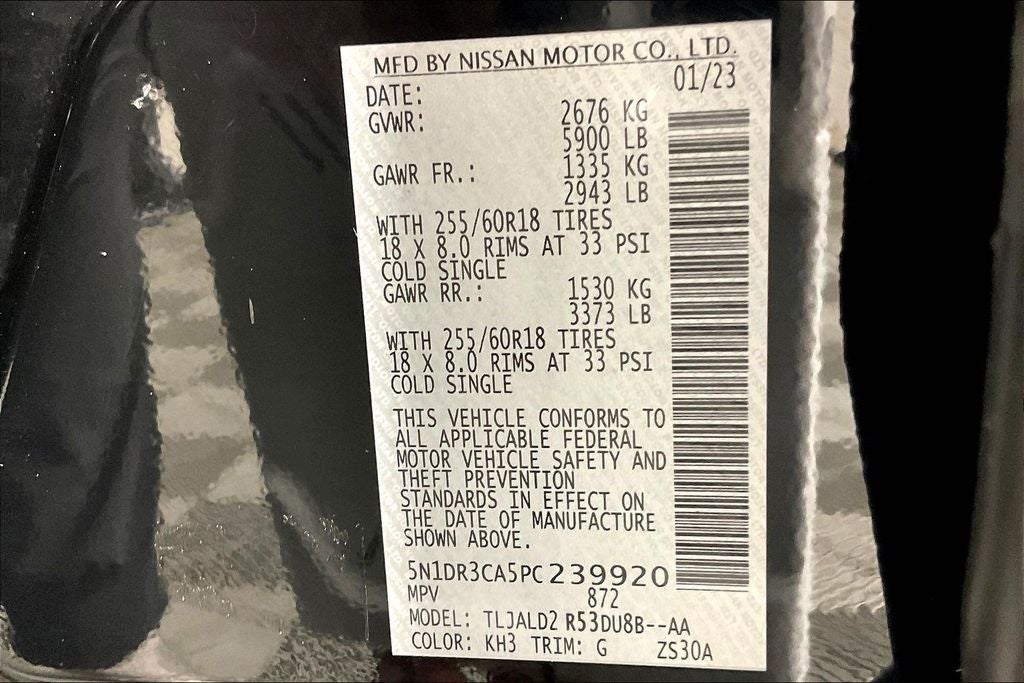 MFD BY NISSAN MOTOR CO., LTD.
DATE: 01/23
GVWR: 2676 KG
5900 LB
GAWR FR.: 1335 KG
2943 LB
WITH 255/60R18 TIRES
18 X 8.0 RIMS AT 33 PSI
COLD SINGLE
GAWR RR.: 1530 KG
3373 LB
WITH 255/60R18 TIRES
18 X 8.0 RIMS AT 33 PSI
COLD SINGLE
THIS VEHICLE CONFORMS TO
ALL APPLICABLE FEDERAL
MOTOR VEHICLE SAFETY AND
THEFT PREVENTION
STANDARDS IN EFFECT ON
THE DATE OF MANUFACTURE
SHOWN ABOVE.
5N1DR3CA5PC239920
MPV 872
MODEL: TLJALD2 R53DU8B--AA
COLOR: KH3 TRIM: G ZS30A